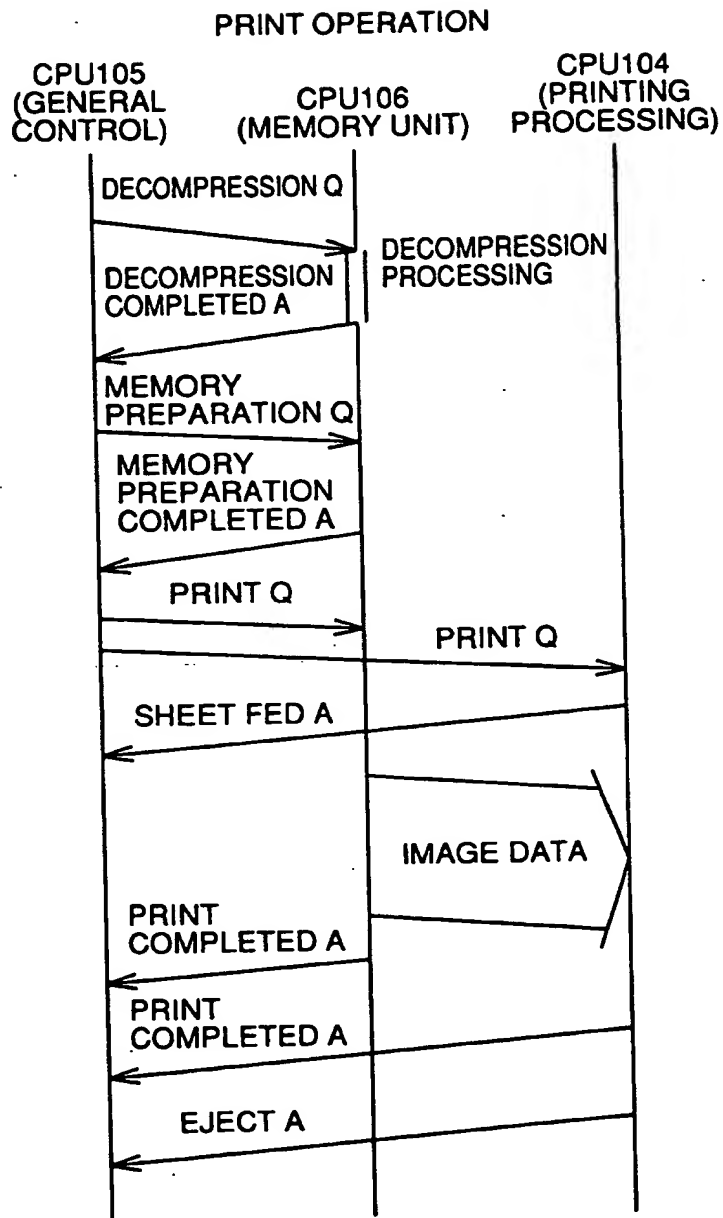 PRINT OPERATION
CPU105
(GENERAL
CONTROL)
CPU106
(MEMORY UNIT)
CPU104
(PRINTING
PROCESSING)
DECOMPRESSION Q
DECOMPRESSION
PROCESSING
DECOMPRESSION
COMPLETED A
MEMORY
PREPARATION Q
MEMORY
PREPARATION
COMPLETED A
PRINT Q
PRINT Q
SHEET FED A
IMAGE DATA
PRINT
COMPLETED A
PRINT
COMPLETED A
EJECT A